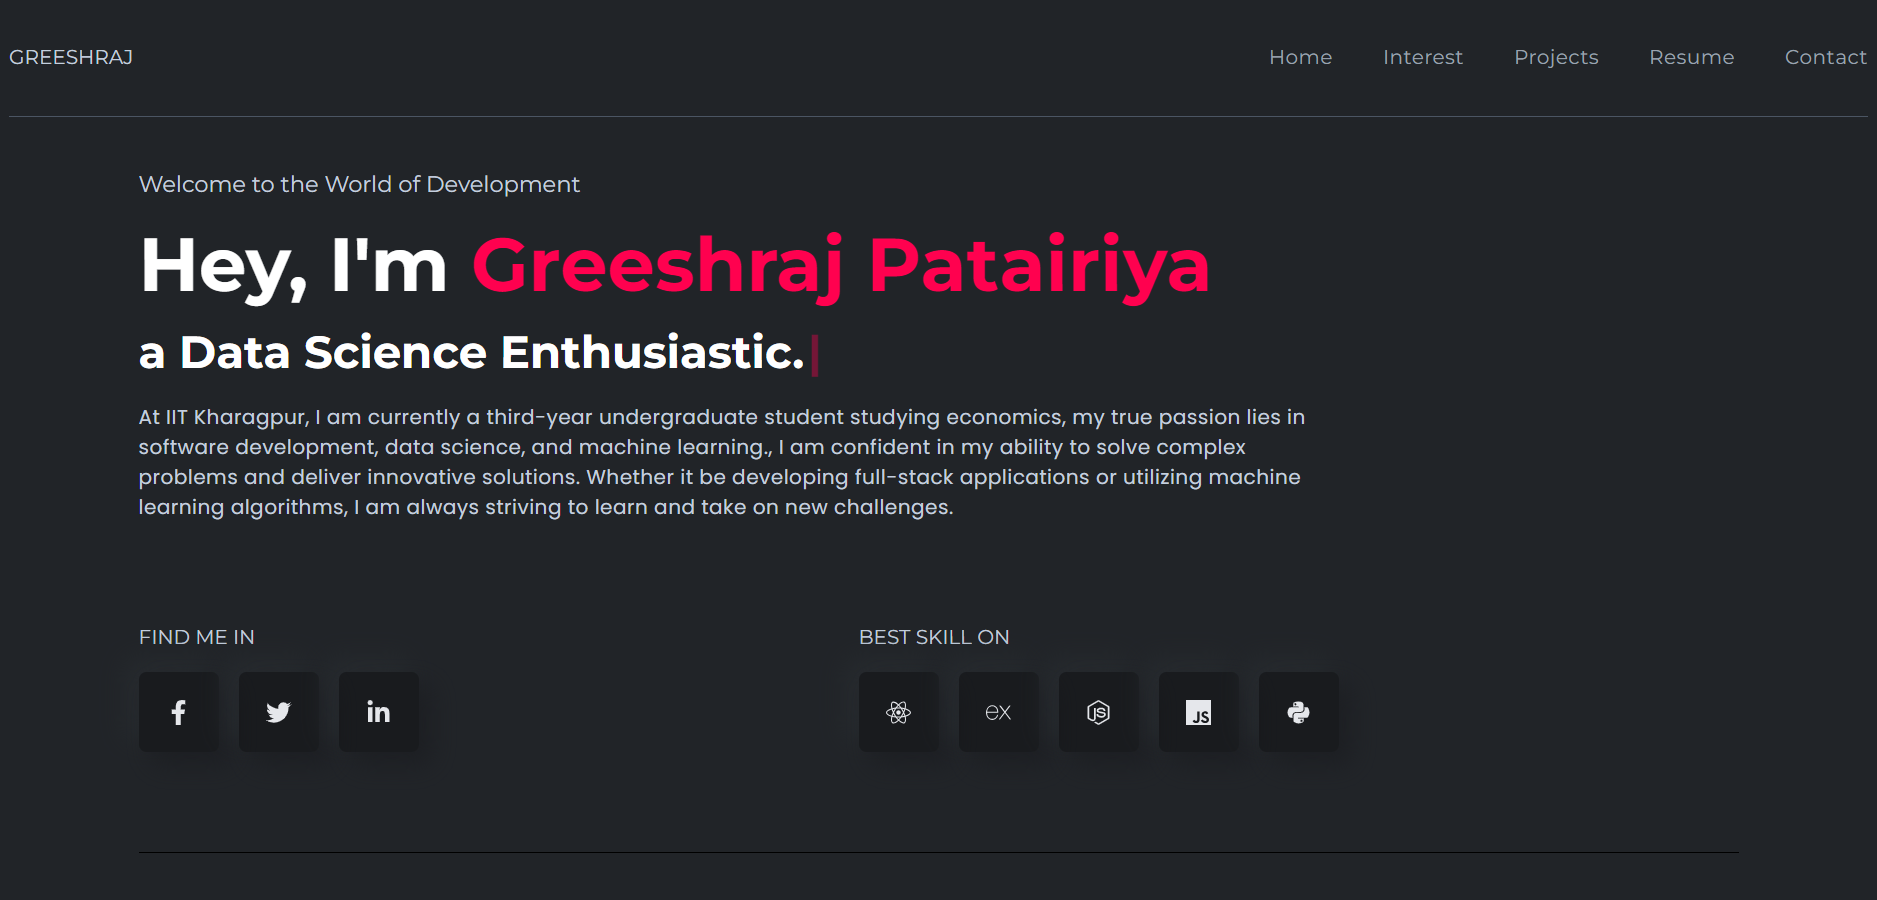 GREESHRAJ
Home Interest Projects Resume Contact
Welcome to the World of Development
Hey, I'm Greeshraj Patairiya
a Data Science Enthusiastic.
At IIT Kharagpur, I am currently a third-year undergraduate student studying economics, my true passion lies in
software development, data science, and machine learning., I am confident in my ability to solve complex
problems and deliver innovative solutions. Whether it be developing full-stack applications or utilizing machine
learning algorithms, I am always striving to learn and take on new challenges.
FIND ME IN
f in
BEST SKILL ON
ex JS JS